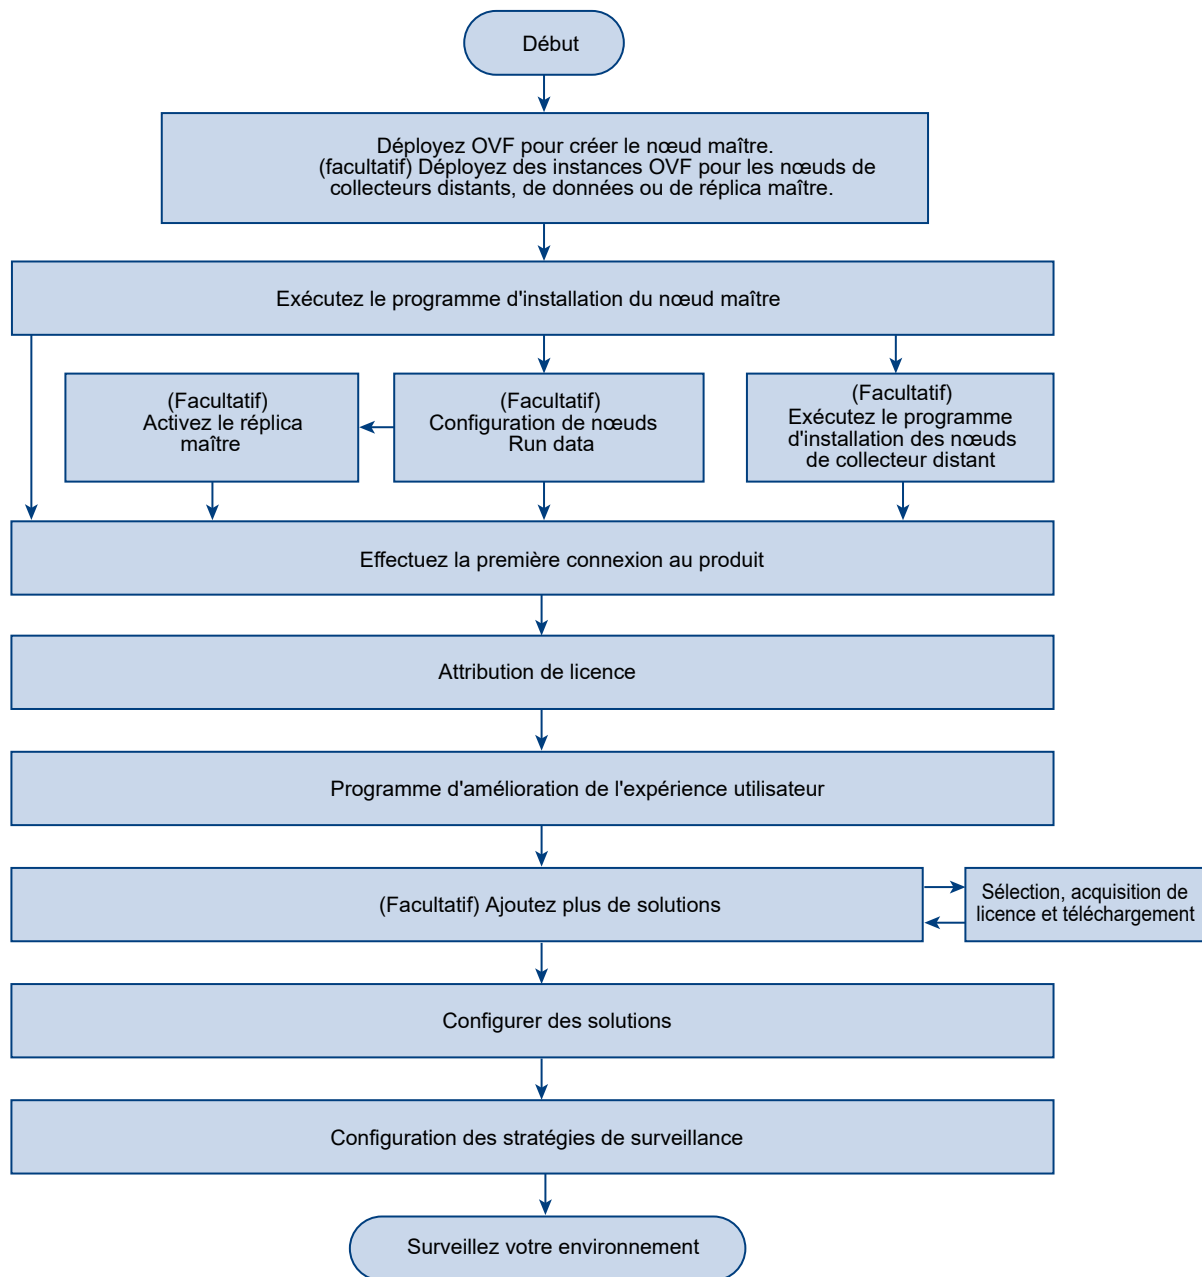 Début
Déployez OVF pour créer le nœud maître.
(facultatif) Déployez des instances OVF pour les nœuds de
collecteurs distants, de données ou de réplica maître.
Exécutez le programme d'installation du nœud maître
(Facultatif)
Activez le réplica
maître
(Facultatif)
Configuration de nœuds
Run data
(Facultatif)
Exécutez le programme
d'installation des nœuds
de collecteur distant
Effectuez la première connexion au produit
Attribution de licence
Programme d'amélioration de l'expérience utilisateur
(Facultatif) Ajoutez plus de solutions
Sélection, acquisition de
licence et téléchargement
Configurer des solutions
Configuration des stratégies de surveillance
Surveillez votre environnement